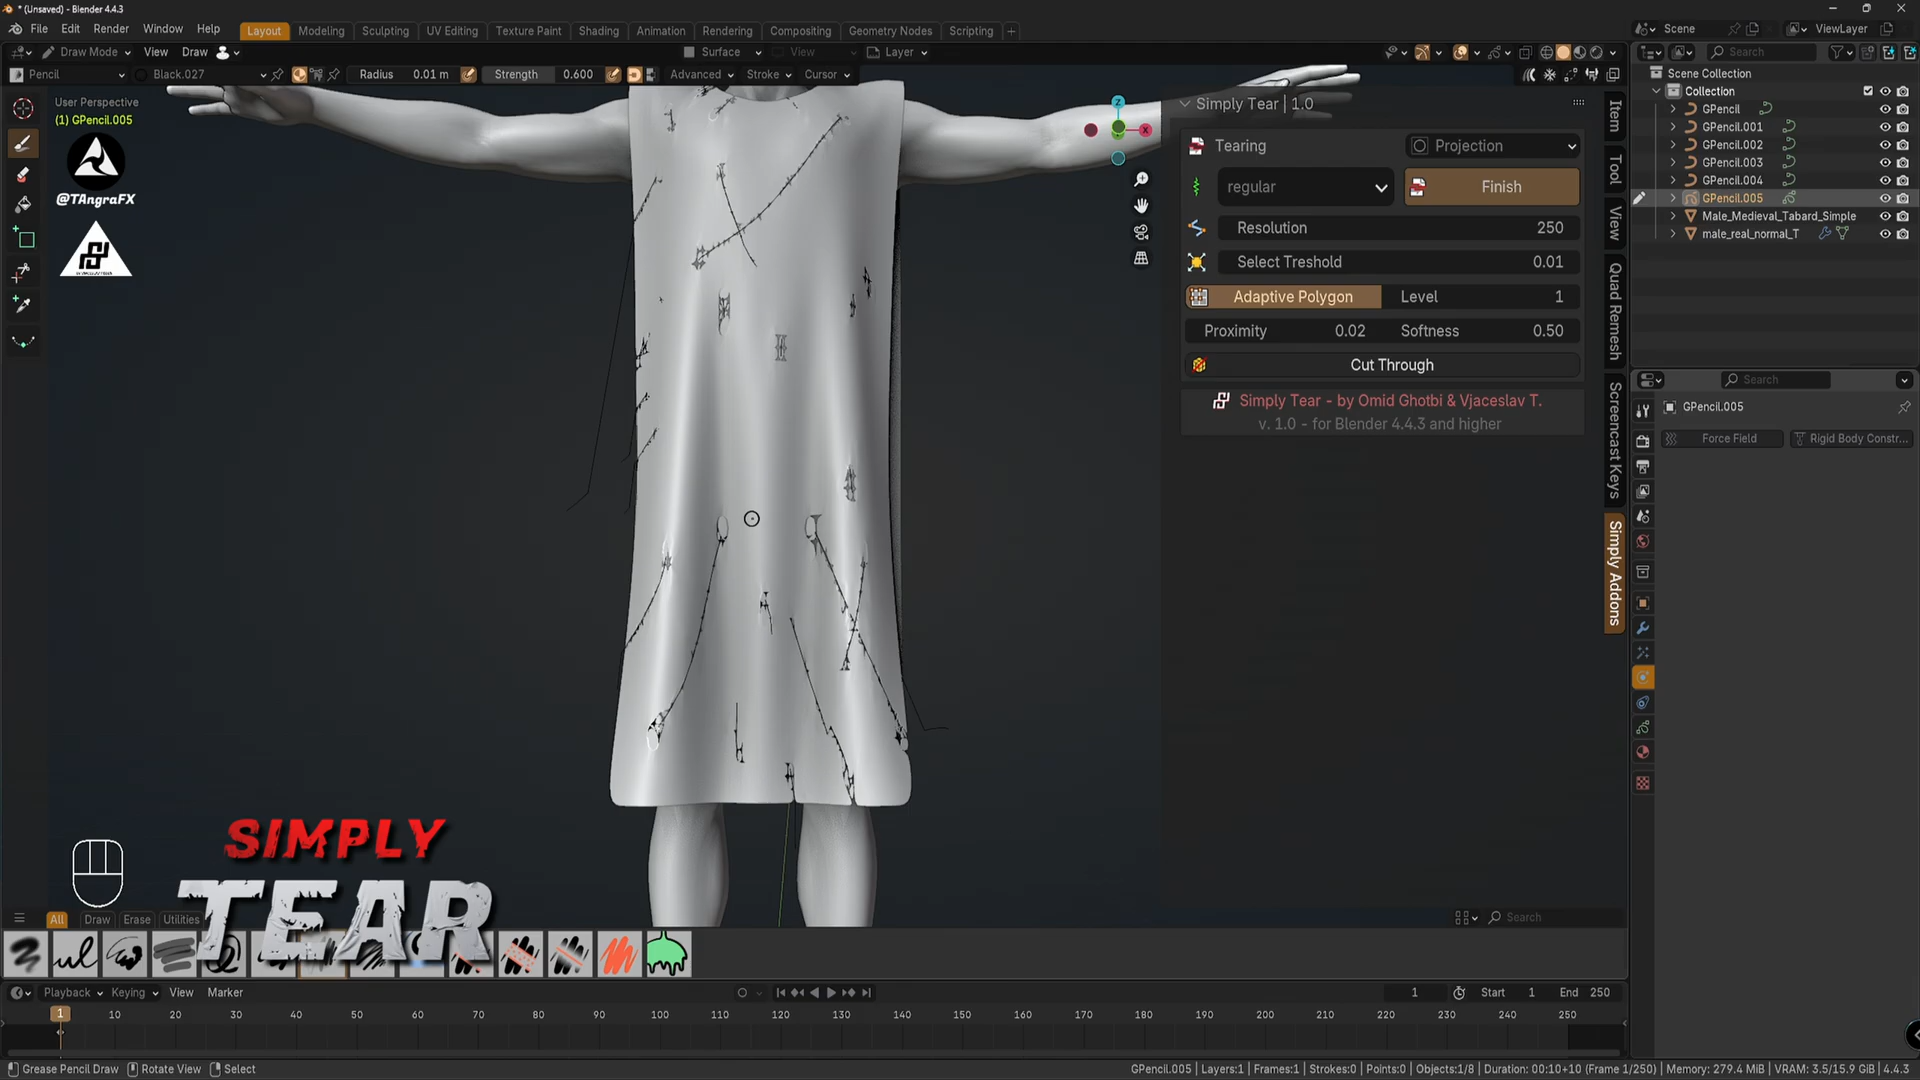 * (Unsaved) - Blender 4.4.3
File Edit Render Window Help
Layout Modeling Sculpting UV Editing Texture Paint Shading Animation Rendering Compositing Geometry Nodes Scripting
Scene
ViewLayer
Draw Mode View Draw
Surface
View
Layer
Search
Pencil
Black.027
Radius 0.01 m
Strength 0.600
Advanced Stroke Cursor
Scene Collection
Collection
GPencil
GPencil.001
GPencil.002
GPencil.003
GPencil.004
GPencil.005
Male_Medieval_Tabard_Simple
male_real_normal_T
User Perspective
(1) GPencil.005
@TAngraFX
Z
X
Simply Tear | 1.0
Tearing
Projection
regular
Finish
Resolution 250
Select Treshold 0.01
Adaptive Polygon
Level 1
Proximity 0.02
Softness 0.50
Cut Through
Simply Tear - by Omid Ghotbi & Vjaceslav T.
v. 1.0 - for Blender 4.4.3 and higher
Item
Tool
View
Quad Remesh
Screencast Keys
Simply Addons
Search
GPencil.005
Force Field
Rigid Body Constr...
SIMPLY
TEAR
All Draw Erase Utilities
Search
Playback Keying View Marker
1
Start 1
End 250
1 10 20 30 40 50 60 70 80 90 100 110 120 130 140 150 160 170 180 190 200 210 220 230 240 250
Grease Pencil Draw Rotate View Select
GPencil.005 | Layers:1 | Frames:1 | Strokes:0 | Points:0 | Objects:1/8 | Duration: 00:10+10 (Frame 1/250) | Memory: 279.4 MiB | VRAM: 3.5/15.9 GiB | 4.4.3